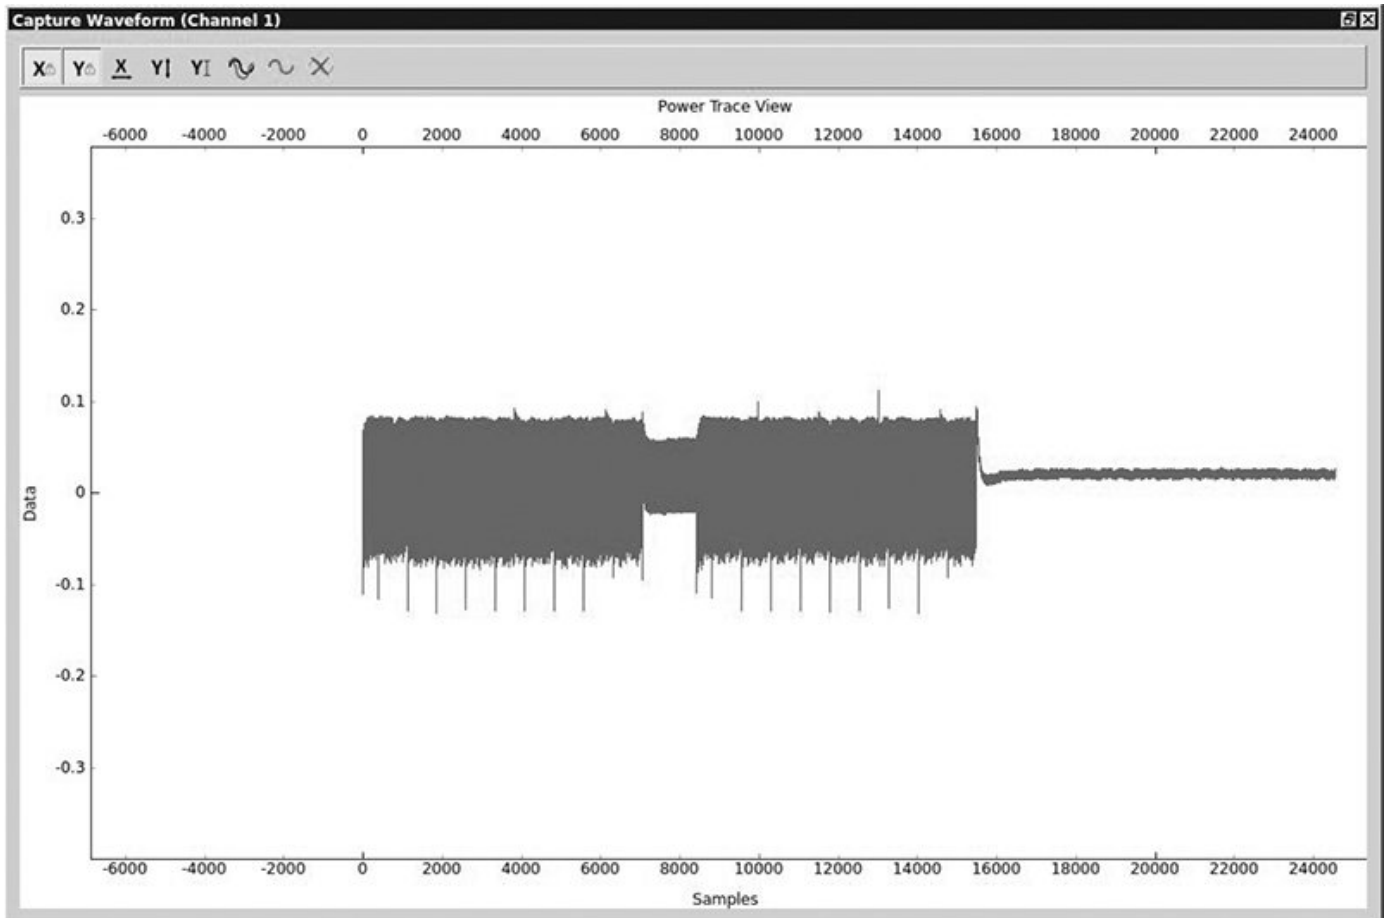 Capture Waveform (Channel 1)
X Y X Y Y
Power Trace View
-6000 -4000 -2000 0 2000 4000 6000 8000 10000 12000 14000 16000 18000 20000 22000 24000
0.3
0.2
0.1
0
-0.1
-0.2
-0.3
Data
-6000 -4000 -2000 0 2000 4000 6000 8000 10000 12000 14000 16000 18000 20000 22000 24000
Samples